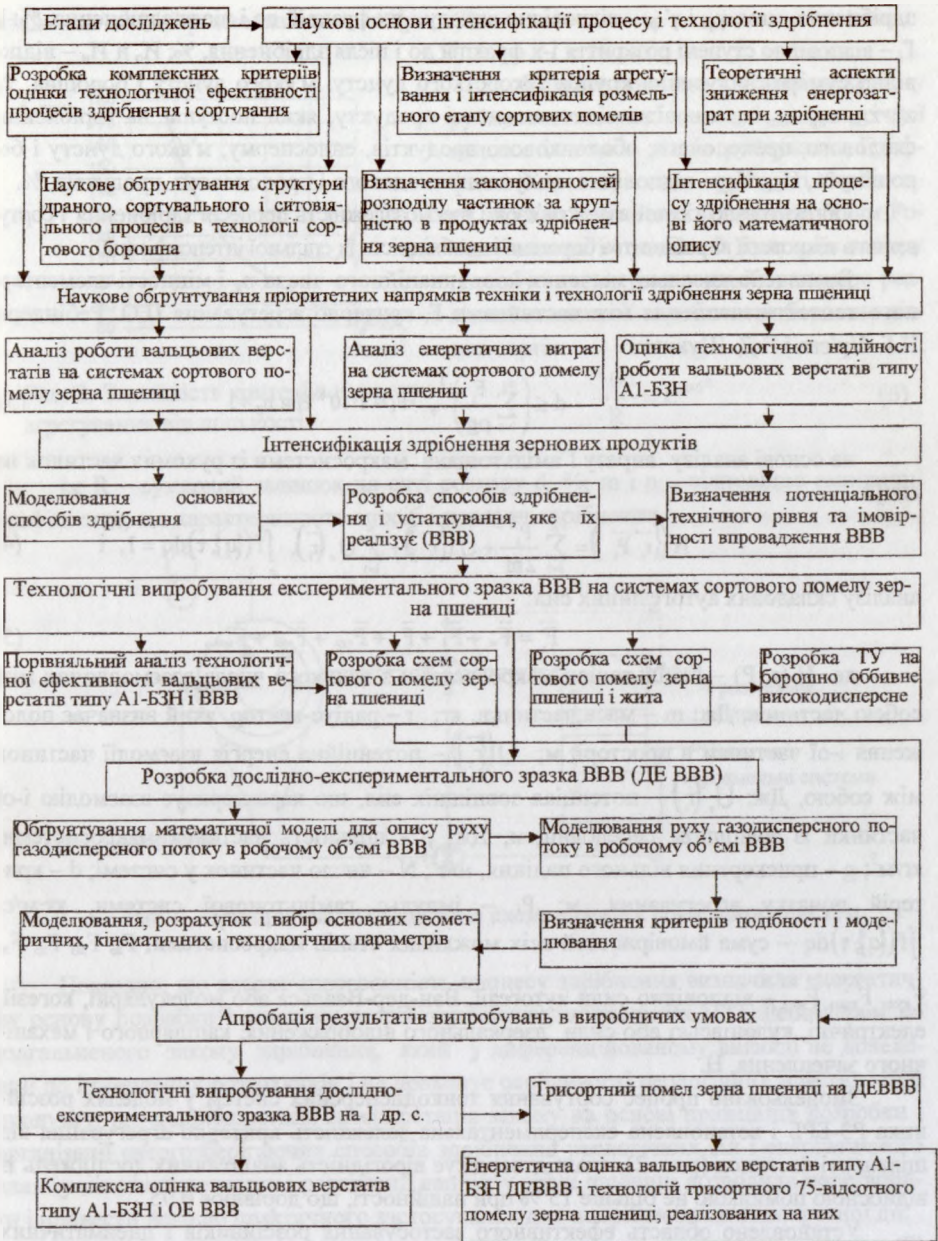 Етапи досліджень
Наукові основи інтенсифікації процесу і технології здрібнення
Розробка комплексних критеріїв
оцінки технологічної ефективності
процесів здрібнення і сортування
Визначення критерія агрегу-
вання і інтенсифікація розмель-
ного етапу сортових помелів
Теоретичні аспекти
зниження енергозат-
рат при здрібненні
Наукове обґрунтування структури
драного, сортувального і ситовія-
льного процесів в технології сор-
тового борошна
Визначення закономірностей
розподілу частинок за круп-
ністю в продуктах здрібнен-
ня зерна пшениці
Інтенсифікація проце-
су здрібнення на осно-
ві його математичного
опису
Наукове обґрунтування пріоритетних напрямків техніки і технології здрібнення зерна пшениці
Аналіз роботи вальцьових верс-
татів на системах сортового по-
мелу зерна пшениці
Аналіз енергетичних витрат
на системах сортового помелу
зерна пшениці
Оцінка технологічної надійності
роботи вальцьових верстатів типу
А1-БЗН
Інтенсифікація здрібнення зернових продуктів
Моделювання основних
способів здрібнення
Розробка способів здрібнен-
ня і устаткування, яке їх
реалізує (ВВВ)
Визначення потенціального
технічного рівня та імовір-
ності впровадження ВВВ
Технологічні випробування експериментального зразка ВВВ на системах сортового помелу зер-
на пшениці
Порівняльний аналіз технологіч-
ної ефективності вальцьових ве-
рстатів типу А1-БЗН і ВВВ
Розробка схем сор-
тового помелу зер-
на пшениці
Розробка схем сор-
тового помелу зерна
пшениці і жита
Розробка ТУ на
борошно оббивне
високодисперсне
Розробка дослідно-експериментального зразка ВВВ (ДЕ ВВВ)
Обґрунтування математичної моделі для опису руху
газодисперсного потоку в робочому об'ємі ВВВ
Моделювання руху газодисперсного по-
току в робочому об'ємі ВВВ
Моделювання, розрахунок і вибір основних геомет-
ричних, кінематичних і технологічних параметрів
Визначення критеріїв подібності і моде-
лювання
Апробація результатів випробувань в виробничих умовах
Технологічні випробування дослідно-
експериментального зразка ВВВ на 1 др. с.
Трисортний помел зерна пшениці на ДЕВВВ
Комплексна оцінка вальцьових верстатів
типу А1-БЗН і ОЕ ВВВ
Енергетична оцінка вальцьових верстатів типу А1-
БЗН ДЕВВВ і технологій трисортного 75-відсотного
помелу зерна пшениці, реалізованих на них